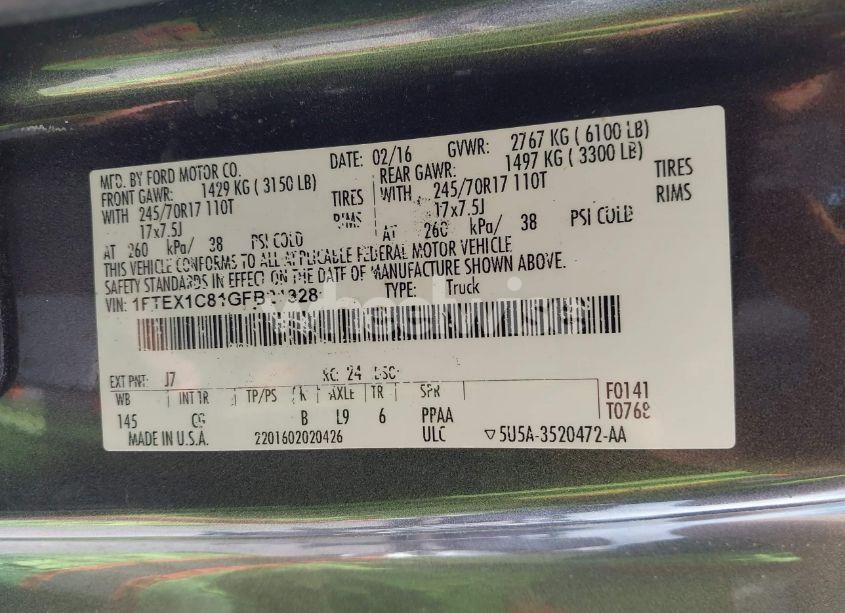 MFD. BY FORD MOTOR CO. DATE: 02/16 GVWR: 2767 KG ( 6100 LB)
FRONT GAWR: 1429 KG ( 3150 LB) REAR GAWR: 1497 KG ( 3300 LB)
WITH 245/70R17 110T TIRES WITH 245/70R17 110T TIRES
17x7.5J RIMS 17x7.5J RIMS
AT 260 kPa/ 38 PSI COLD AT 260 kPa/ 38 PSI COLD
THIS VEHICLE CONFORMS TO ALL APPLICABLE FEDERAL MOTOR VEHICLE
SAFETY STANDARDS IN EFFECT ON THE DATE OF MANUFACTURE SHOWN ABOVE.
VIN: TYPE: Truck
EXT PNT: J7 RC: 24 DSO:
WB INT TR TP/PS R AXLE TR SPR F0141
145 CG B L9 6 PPAA T0768
MADE IN U.S.A. 2201602020426 ULC ▽5U5A-3520472-AA